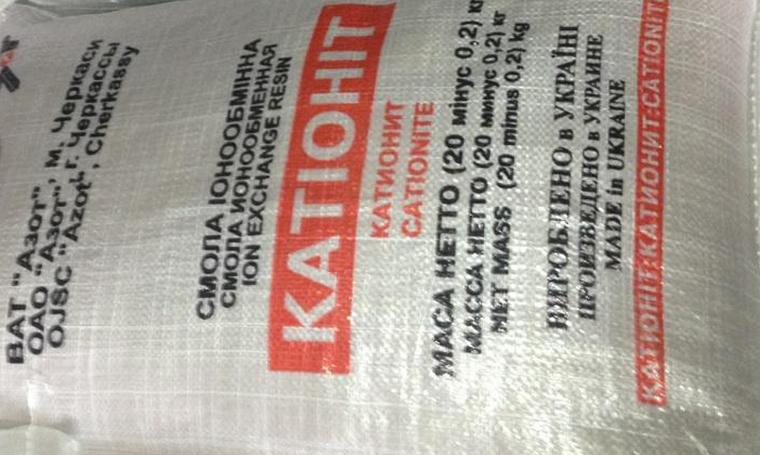 ВАТ "Азот", м. Черкаси
ОАО "Азот", г. Черкассы
OJSC "Azot", Cherkassy
СМОЛА ІОНООБМІННА
СМОЛА ИОНООБМЕННАЯ
ION EXCHANGE RESIN
КАТІОНІТ
КАТИОНИТ
CATIONITE
МАСА НЕТТО (20 мінус 0,2) кг
МАССА НЕТТО (20 минус 0,2) кг
NET MASS (20 minus 0,2) kg
ВИРОБЛЕНО в УКРАЇНІ
ПРОИЗВЕДЕНО в УКРАИНЕ
MADE in UKRAINE
КАТІОНІТ:КАТИОНИТ:CATIONITE